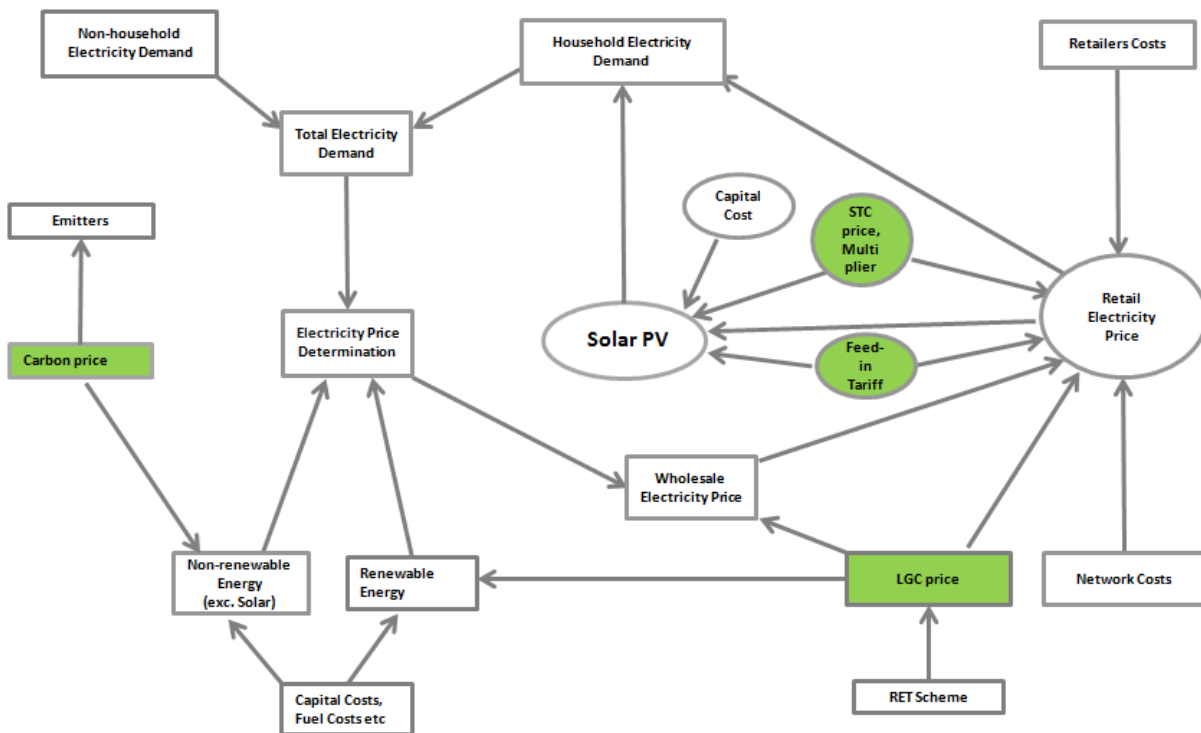 Non-household
Electricity Demand
Household Electricity
Demand
Retailers Costs
Total Electricity
Demand
Capital
Cost
STC
price,
Multi
plier
Emitters
Retail
Electricity
Price
Electricity Price
Determination
Solar PV
Carbon price
Feed-
in
Tariff
Wholesale
Electricity Price
Non-renewable
Energy
(exc. Solar)
Renewable
Energy
LGC price
Network Costs
Capital Costs,
Fuel Costs etc
RET Scheme